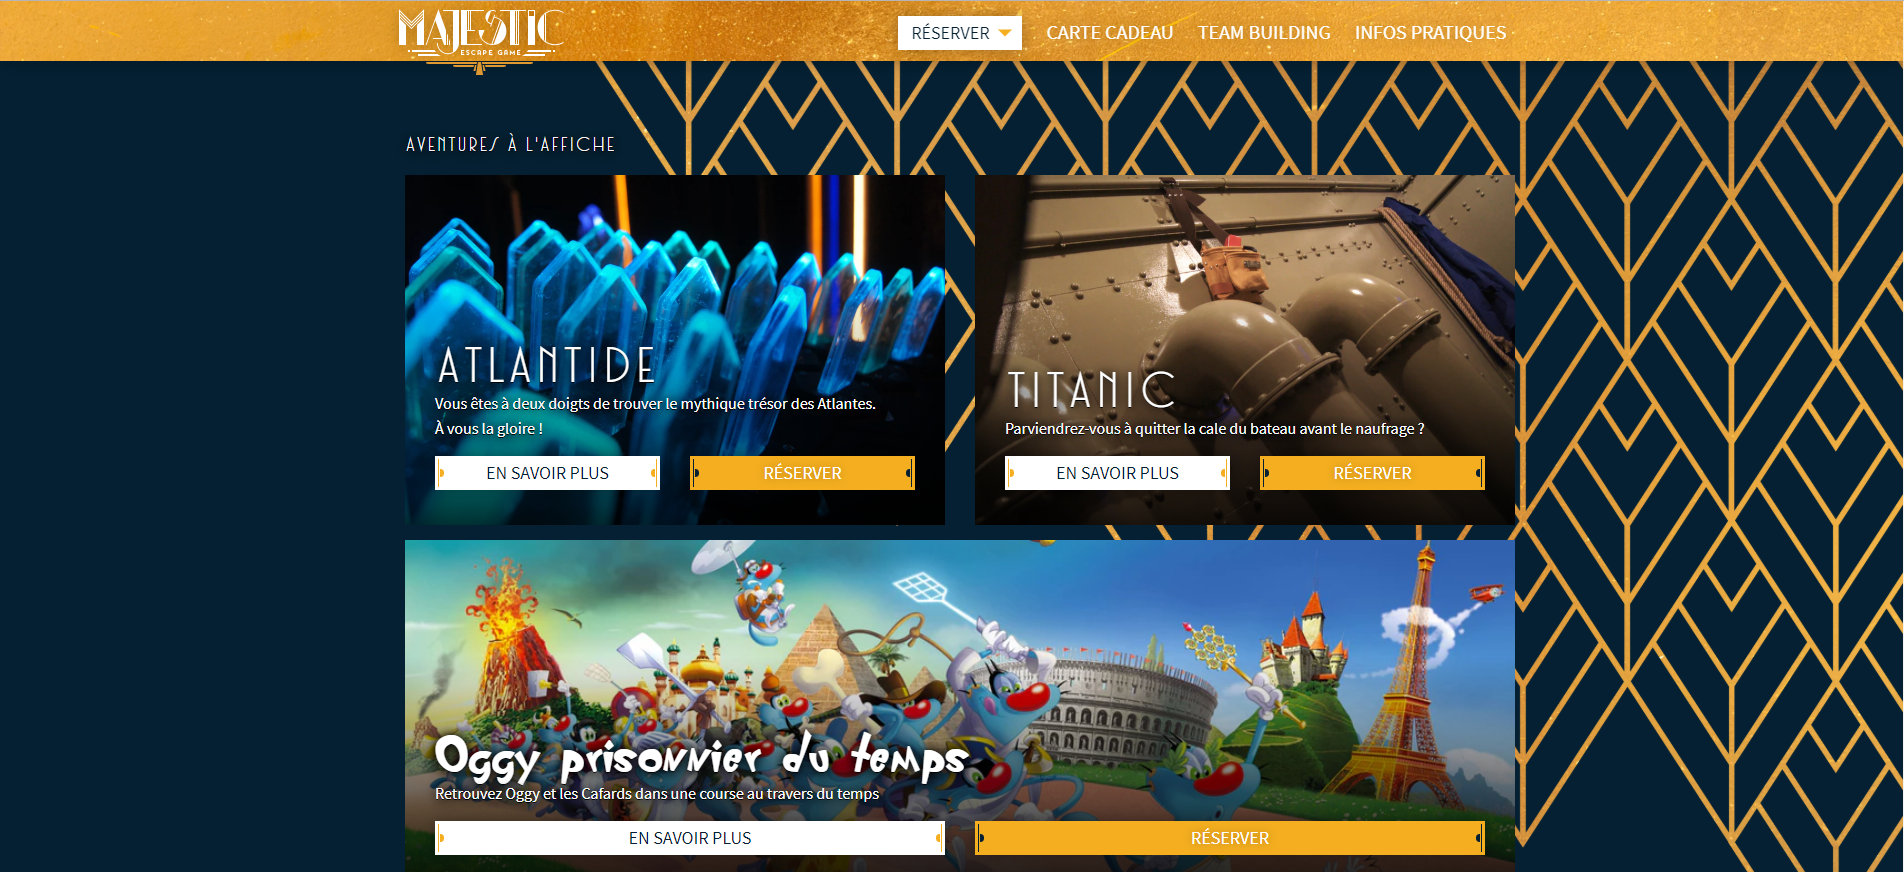 MAJESTIC
ESCAPE GAME
RÉSERVER
CARTE CADEAU
TEAM BUILDING
INFOS PRATIQUES
AVENTURES À L'AFFICHE
ATLANTIDE
Vous êtes à deux doigts de trouver le mythique trésor des Atlantes.
À vous la gloire !
EN SAVOIR PLUS
RÉSERVER
TITANIC
Parviendrez-vous à quitter la cale du bateau avant le naufrage ?
EN SAVOIR PLUS
RÉSERVER
Oggy prisonnier du temps
Retrouvez Oggy et les Cafards dans une course au travers du temps
EN SAVOIR PLUS
RÉSERVER